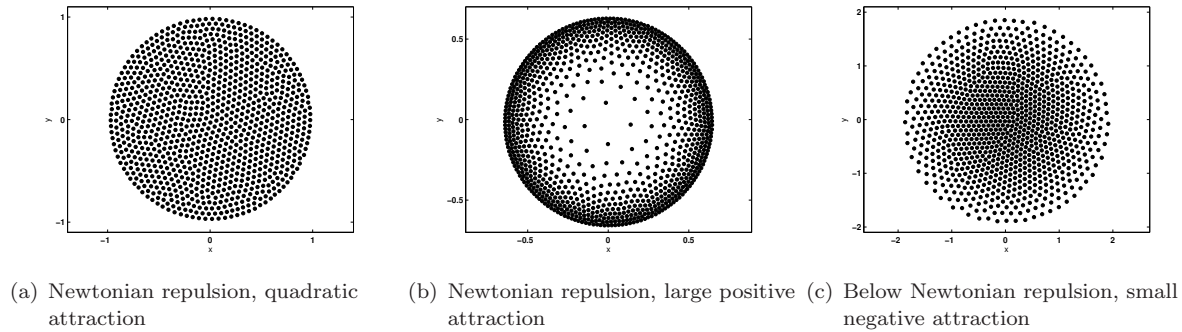 1
0
−1
y
−1
0
1
x
0.5
0
−0.5
y
−0.5
0
0.5
x
2
1
0
−1
−2
y
−2
−1
0
1
2
x
(a) Newtonian repulsion, quadratic
attraction
(b) Newtonian repulsion, large positive
attraction
(c) Below Newtonian repulsion, small
negative attraction